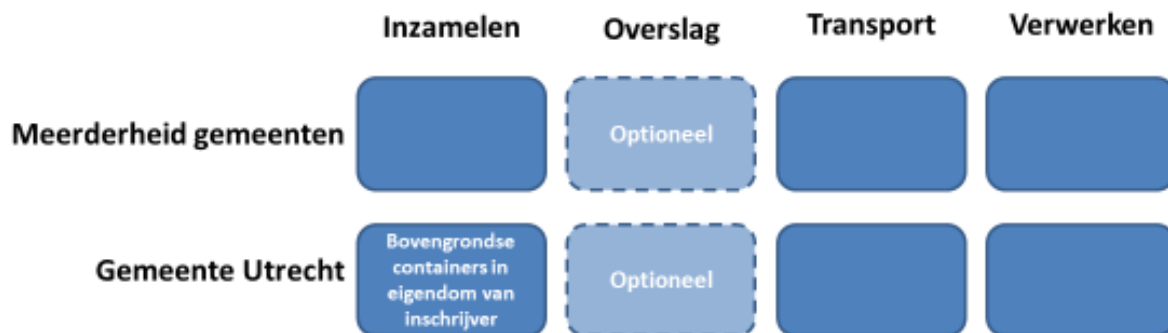 Inzamelen Overslag Transport Verwerken
Meerderheid gemeenten Optioneel
Gemeente Utrecht
Bovengrondse
containers in
eigendom van
inschrijver
Optioneel